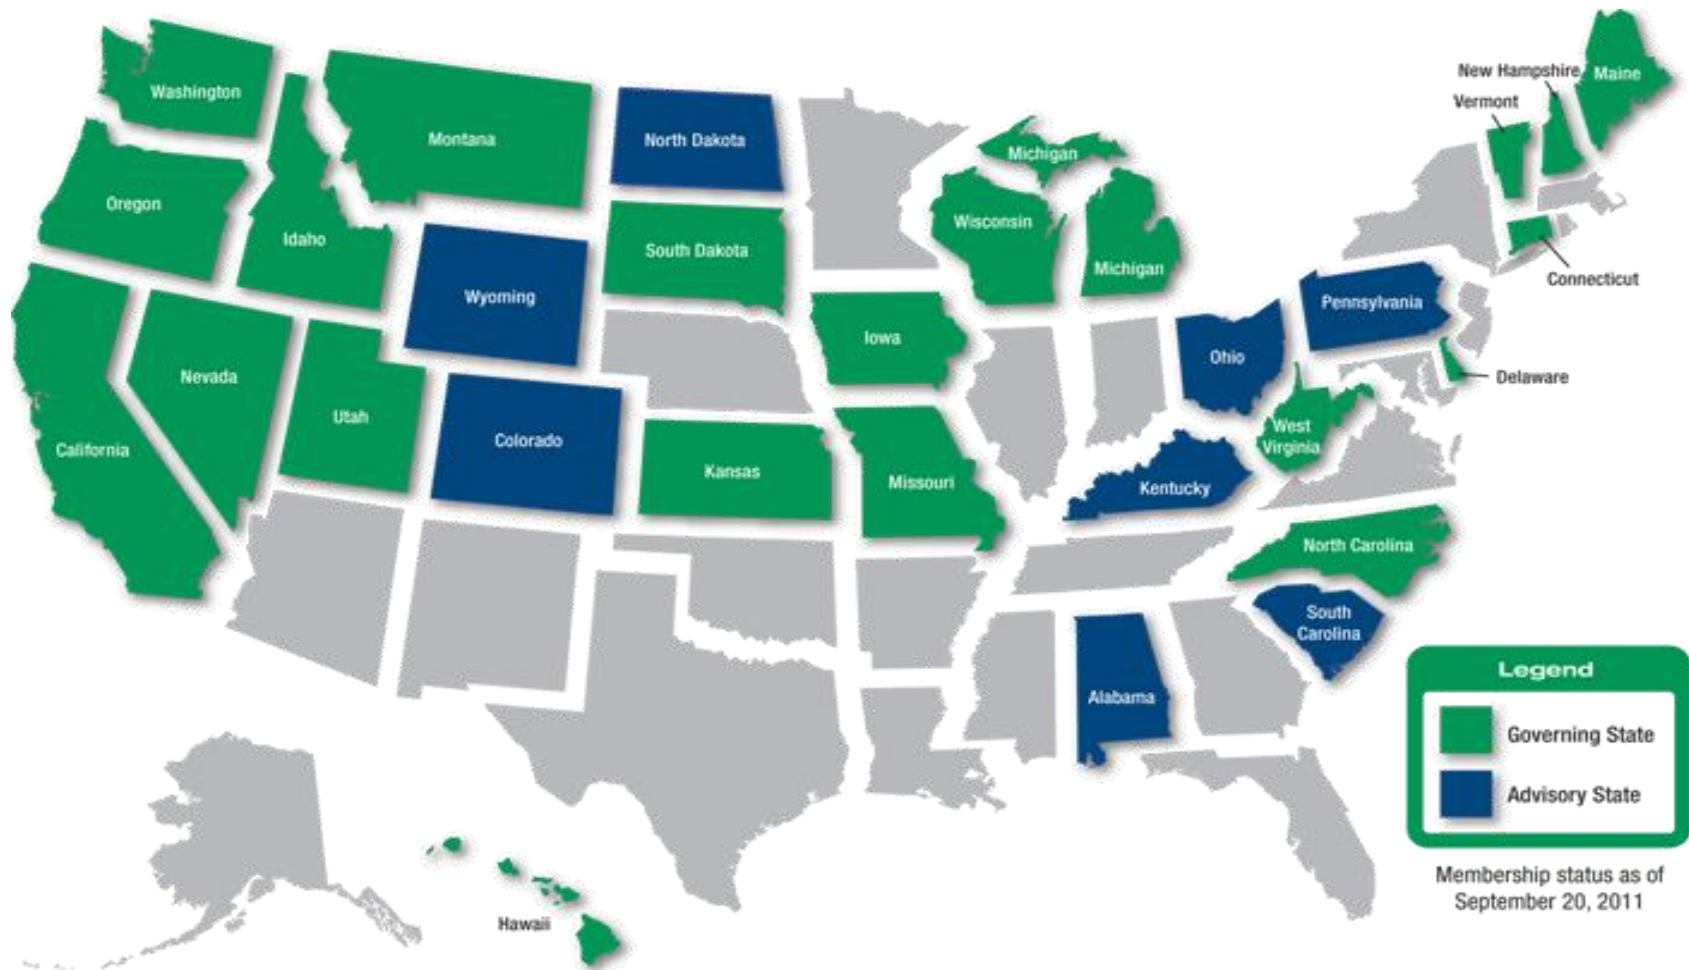 Washington
Montana
North Dakota
Michigan
New Hampshire
Maine
Vermont
Oregon
Idaho
South Dakota
Wisconsin
Michigan
Connecticut
Wyoming
Pennsylvania
Iowa
Ohio
Delaware
Nevada
Utah
California
Colorado
Kansas
Missouri
Kentucky
West
Virginia
North Carolina
South
Carolina
Alabama
Hawaii
Legend
Governing State
Advisory State
Membership status as of
September 20, 2011